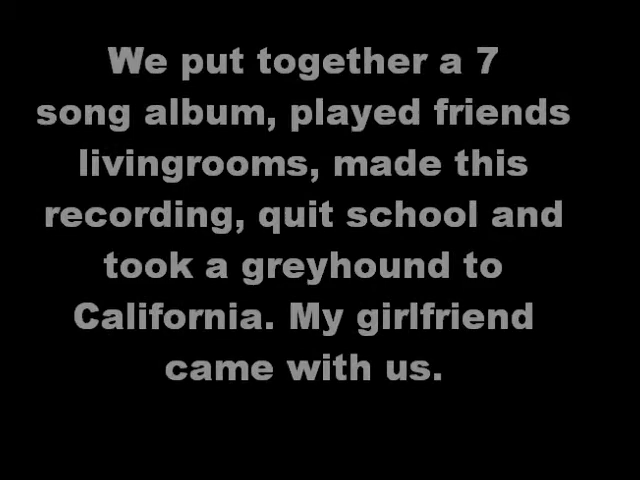 We put together a 7
song album, played friends
livingrooms, made this
recording, quit school and
took a greyhound to
California. My girlfriend
came with us.